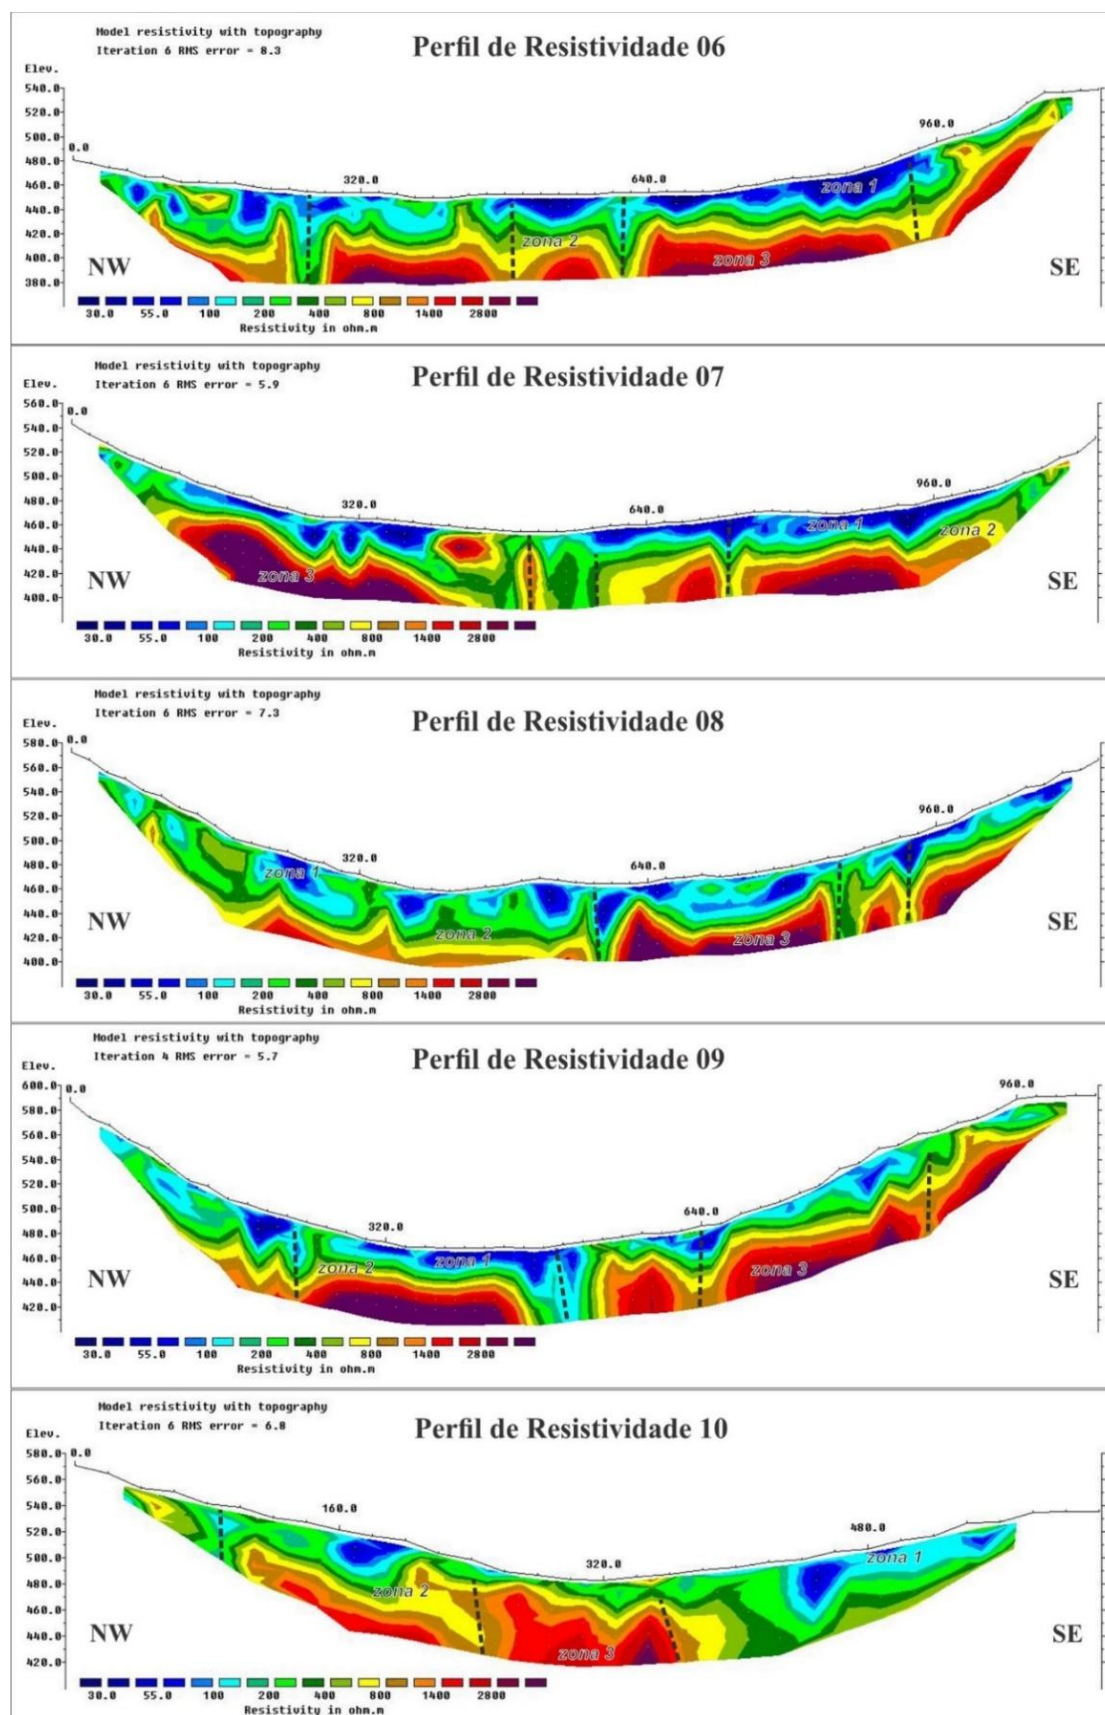 Model resistivity with topography
Iteration 6 RMS error = 8.3
Perfil de Resistividade 06
Elev.
540.0
520.0
500.0
480.0
460.0
440.0
420.0
400.0
380.0
0.0
320.0
640.0
960.0
zona 1
zona 2
zona 3
NW
SE
30.0 55.0 100 200 400 800 1400 2800
Resistivity in ohm.m
Model resistivity with topography
Iteration 6 RMS error = 5.9
Perfil de Resistividade 07
Elev.
560.0
540.0
520.0
500.0
480.0
460.0
440.0
420.0
400.0
0.0
320.0
640.0
960.0
zona 1
zona 2
zona 3
NW
SE
30.0 55.0 100 200 400 800 1400 2800
Resistivity in ohm.m
Model resistivity with topography
Iteration 6 RMS error = 7.3
Perfil de Resistividade 08
Elev.
580.0
560.0
540.0
520.0
500.0
480.0
460.0
440.0
420.0
400.0
0.0
320.0
640.0
960.0
zona 1
zona 2
zona 3
NW
SE
30.0 55.0 100 200 400 800 1400 2800
Resistivity in ohm.m
Model resistivity with topography
Iteration 4 RMS error = 5.7
Perfil de Resistividade 09
Elev.
600.0
580.0
560.0
540.0
520.0
500.0
480.0
460.0
440.0
420.0
0.0
320.0
640.0
960.0
zona 1
zona 2
zona 3
NW
SE
30.0 55.0 100 200 400 800 1400 2800
Resistivity in ohm.m
Model resistivity with topography
Iteration 6 RMS error = 6.8
Perfil de Resistividade 10
Elev.
580.0
560.0
540.0
520.0
500.0
480.0
460.0
440.0
420.0
0.0
160.0
320.0
480.0
zona 1
zona 2
zona 3
NW
SE
30.0 55.0 100 200 400 800 1400 2800
Resistivity in ohm.m